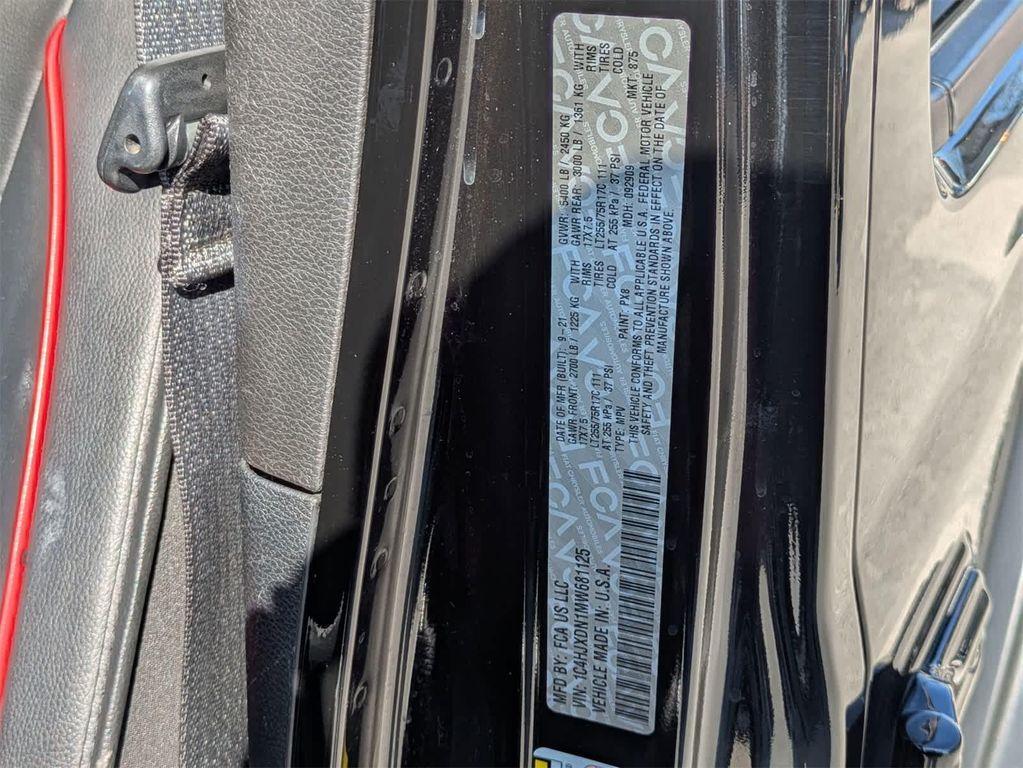 MFD BY: FCA US LLC
DATE OF MFR (BUILT): 9-21
GVWR: 5400 LB / 2450 KG
GAWR FRONT: 2700 LB / 1225 KG WITH
17X7.5 RIMS
LT255/75R17C 111 TIRES
AT 255 kPa / 37 PSI COLD
GAWR REAR: 3000 LB / 1361 KG WITH
17X7.5 RIMS
LT255/75R17C 111 TIRES
AT 255 kPa / 37 PSI COLD
VIN: 1C4HJXDN1MW681125
TYPE: MPV PAINT: PX8 MDH: 092909 MKT: 875
VEHICLE MADE IN: U.S.A.
THIS VEHICLE CONFORMS TO ALL APPLICABLE U.S.A. FEDERAL MOTOR VEHICLE
SAFETY AND THEFT PREVENTION STANDARDS IN EFFECT ON THE DATE OF
MANUFACTURE SHOWN ABOVE.